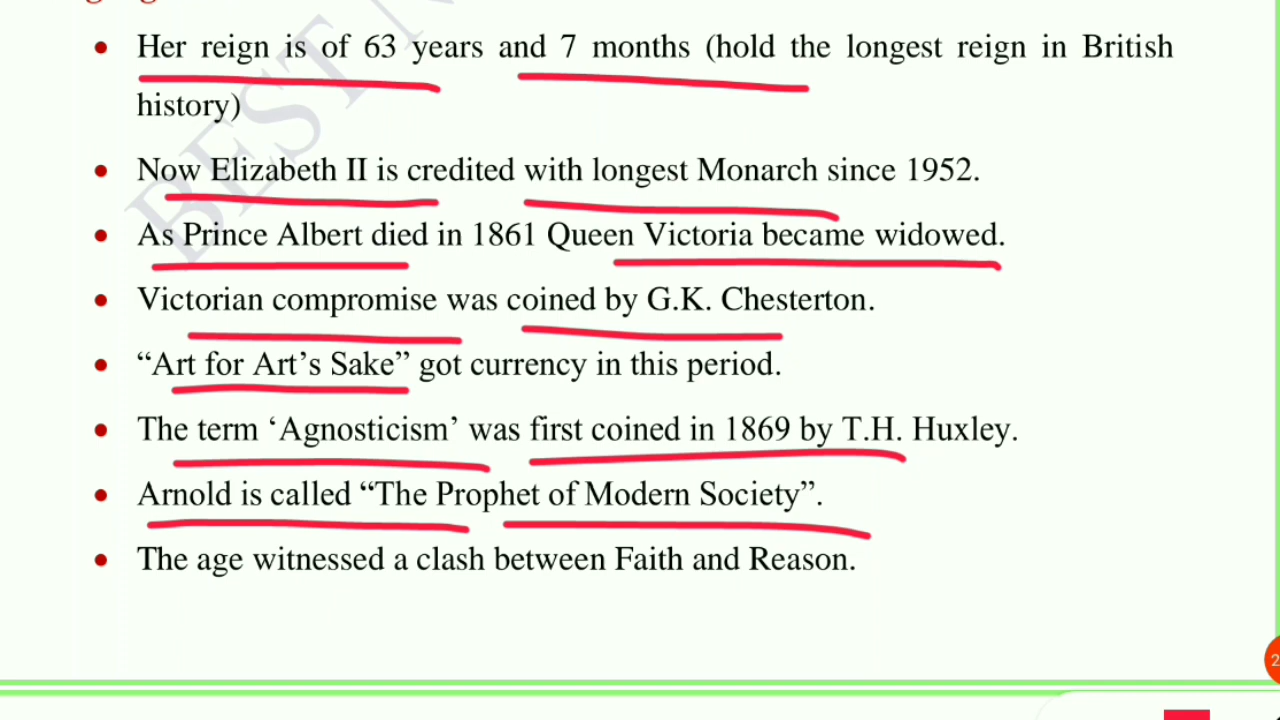 Her reign is of 63 years and 7 months (hold the longest reign in British
history)
Now Elizabeth II is credited with longest Monarch since 1952.
As Prince Albert died in 1861 Queen Victoria became widowed.
Victorian compromise was coined by G.K. Chesterton.
“Art for Art’s Sake” got currency in this period.
The term ‘Agnosticism’ was first coined in 1869 by T.H. Huxley.
Arnold is called “The Prophet of Modern Society”.
The age witnessed a clash between Faith and Reason.
BEST